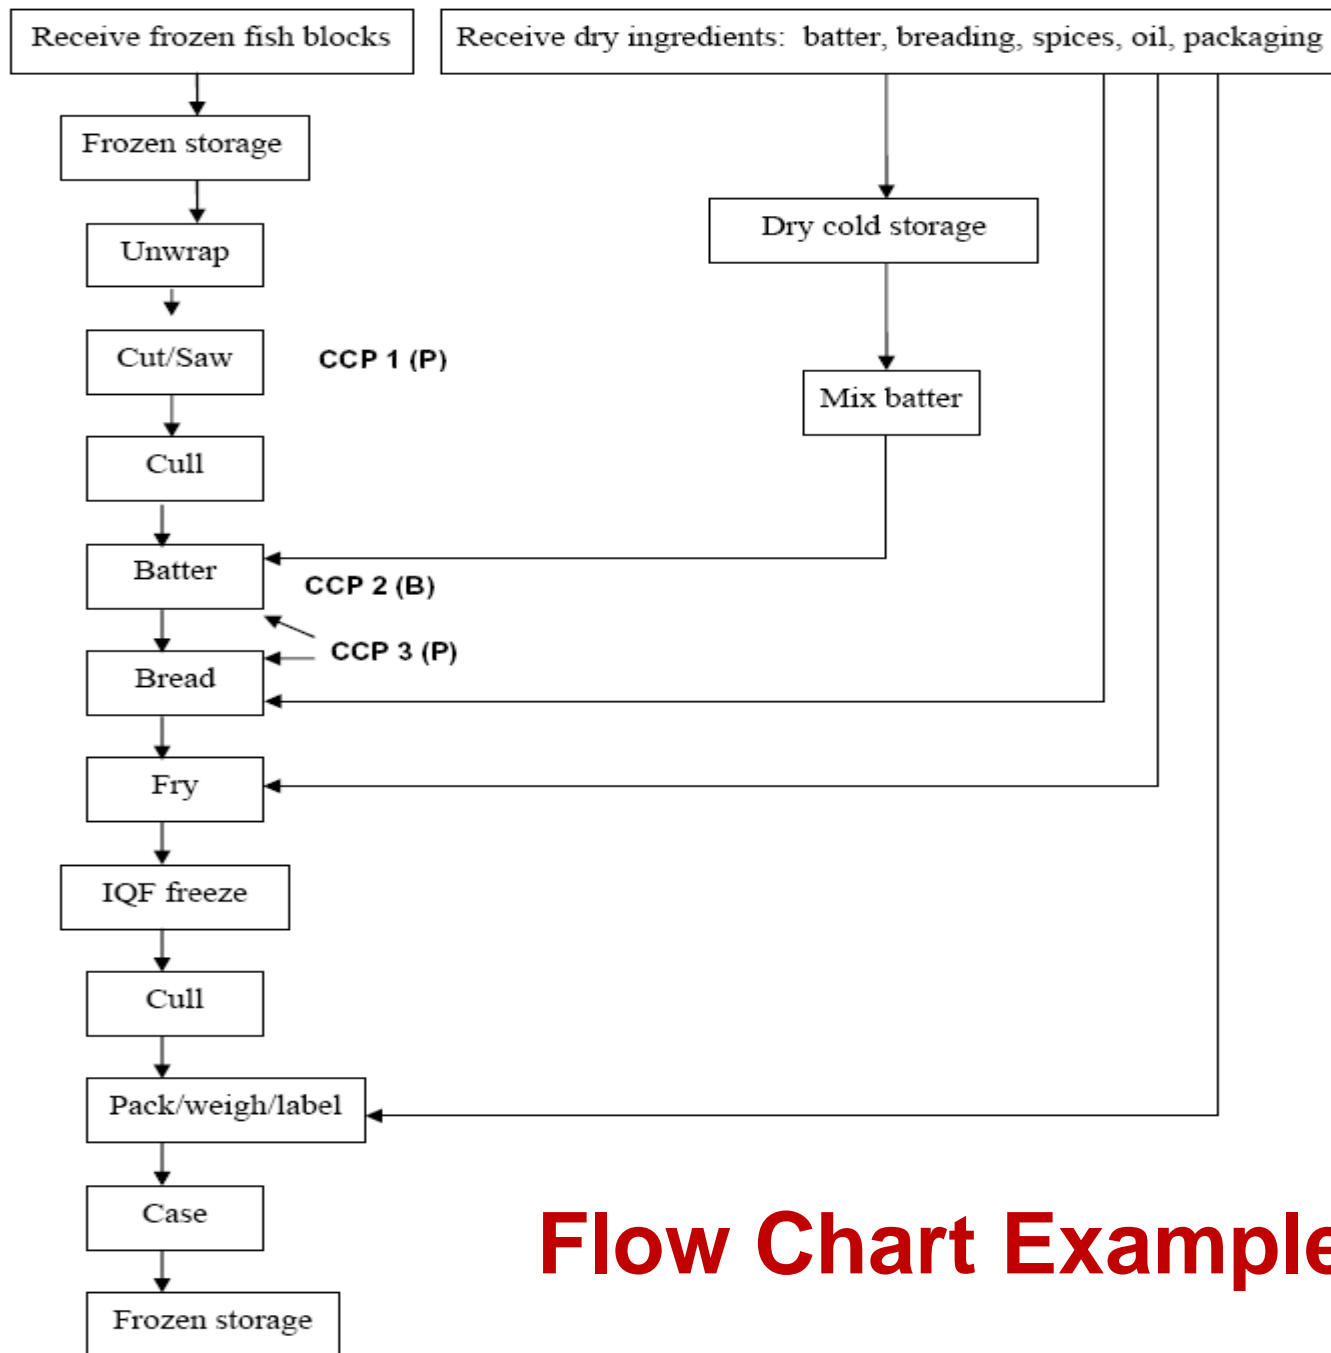 Receive frozen fish blocks
Receive dry ingredients: batter, breading, spices, oil, packaging
Frozen storage
Unwrap
Dry cold storage
Cut/Saw
CCP 1 (P)
Mix batter
Cull
Batter
CCP 2 (B)
CCP 3 (P)
Bread
Fry
IQF freeze
Cull
Pack/weigh/label
Case
Flow Chart Example
Frozen storage